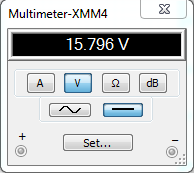 Multimeter-XMM4
15.796 V
A V Ω dB
+ Set... −